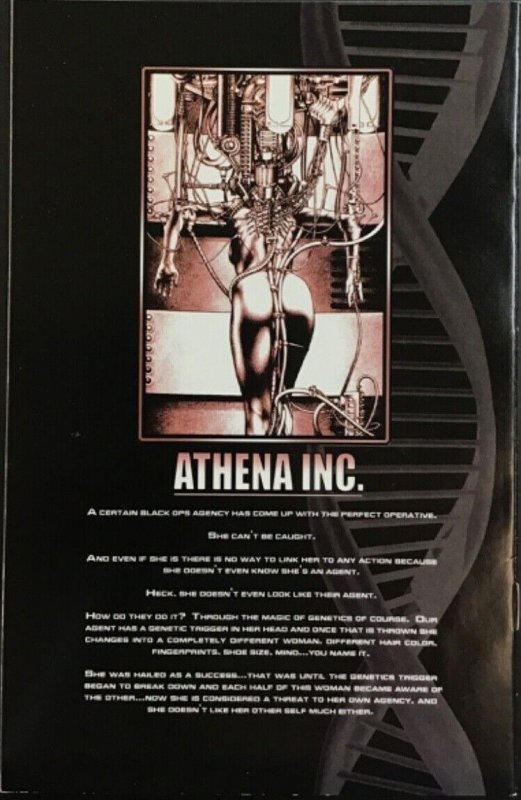 ATHENA INC.
A CERTAIN BLACK OPS AGENCY HAS COME UP WITH THE PERFECT OPERATIVE.
SHE CAN'T BE CAUGHT.
AND EVEN IF SHE IS THERE IS NO WAY TO LINK HER TO ANY ACTION BECAUSE
SHE DOESN'T EVEN KNOW SHE'S AN AGENT.
HECK, SHE DOESN'T EVEN LOOK LIKE THEIR AGENT.
HOW DO THEY DO IT? THROUGH THE MAGIC OF GENETICS OF COURSE. OUR
AGENT HAS A GENETIC TRIGGER IN HER HEAD AND ONCE THAT IS THROWN SHE
CHANGES INTO A COMPLETELY DIFFERENT WOMAN. DIFFERENT HAIR COLOR,
FINGERPRINTS, SHOE SIZE, MIND...YOU NAME IT.
SHE WAS HAILED AS A SUCCESS...THAT WAS UNTIL THE GENETICS TRIGGER
BEGAN TO BREAK DOWN AND EACH HALF OF THIS WOMAN BECAME AWARE OF
THE OTHER...NOW SHE IS CONSIDERED A THREAT TO HER OWN AGENCY, AND
SHE DOESN'T LIKE HER OTHER SELF MUCH EITHER.